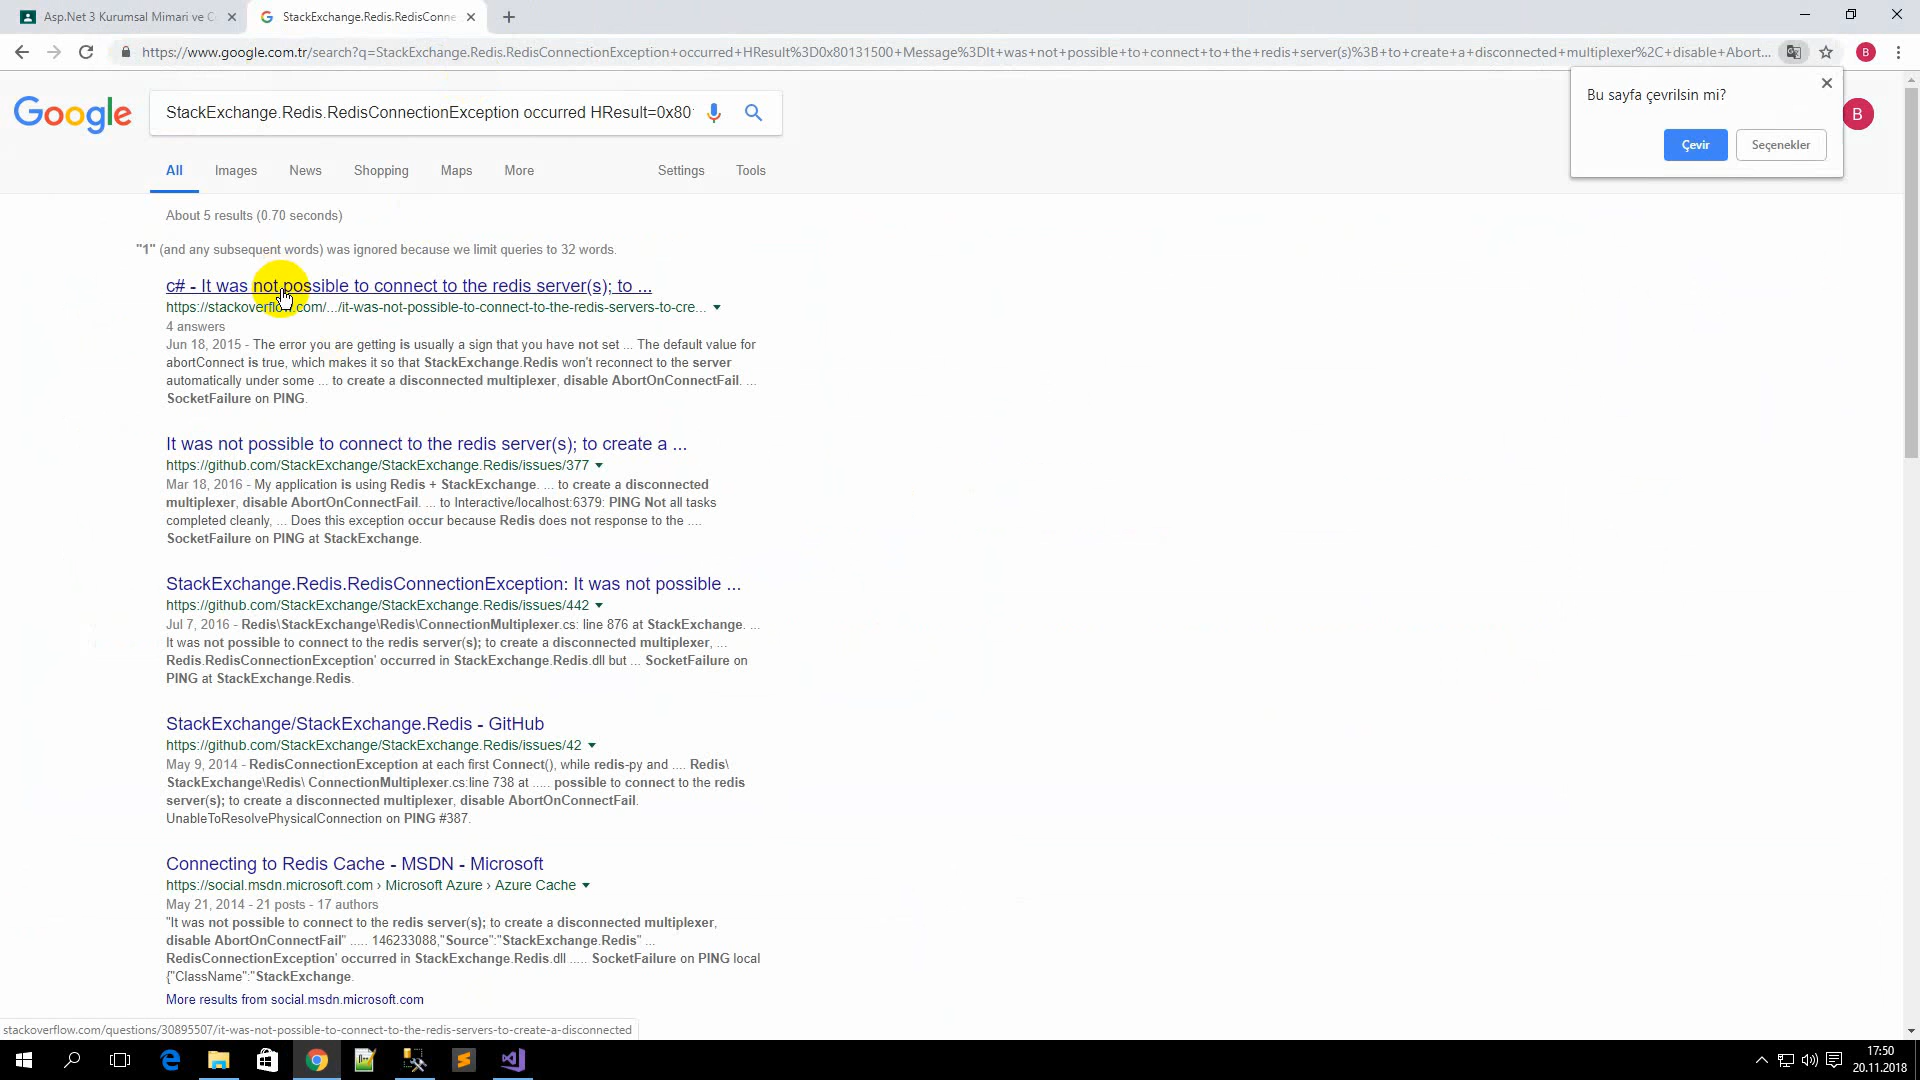 Asp.Net 3 Kurumsal Mimari ve C
StackExchange.Redis.RedisConne
https://www.google.com.tr/search?q=StackExchange.Redis.RedisConnectionException+occurred+HResult%3D0x80131500+Message%3DIt+was+not+possible+to+connect+to+the+redis+server(s)%3B+to+create+a+disconnected+multiplexer%2C+disable+Abort...
B
Bu sayfa çevrilsin mi?
Çevir
Seçenekler
Google
StackExchange.Redis.RedisConnectionException occurred HResult=0x80
B
All
Images
News
Shopping
Maps
More
Settings
Tools
About 5 results (0.70 seconds)
"1" (and any subsequent words) was ignored because we limit queries to 32 words.
c# - It was not possible to connect to the redis server(s); to ...
https://stackoverflow.com/.../it-was-not-possible-to-connect-to-the-redis-servers-to-cre...
4 answers
Jun 18, 2015 - The error you are getting is usually a sign that you have not set ... The default value for
abortConnect is true, which makes it so that StackExchange.Redis won't reconnect to the server
automatically under some ... to create a disconnected multiplexer, disable AbortOnConnectFail. ...
SocketFailure on PING.
It was not possible to connect to the redis server(s); to create a ...
https://github.com/StackExchange/StackExchange.Redis/issues/377
Mar 18, 2016 - My application is using Redis + StackExchange. ... to create a disconnected
multiplexer, disable AbortOnConnectFail. ... to Interactive/localhost:6379: PING Not all tasks
completed cleanly, ... Does this exception occur because Redis does not response to the ....
SocketFailure on PING at StackExchange.
StackExchange.Redis.RedisConnectionException: It was not possible ...
https://github.com/StackExchange/StackExchange.Redis/issues/442
Jul 7, 2016 - Redis\StackExchange\Redis\ConnectionMultiplexer.cs: line 876 at StackExchange. ...
It was not possible to connect to the redis server(s); to create a disconnected multiplexer, ...
Redis.RedisConnectionException' occurred in StackExchange.Redis.dll but ... SocketFailure on
PING at StackExchange.Redis.
StackExchange/StackExchange.Redis - GitHub
https://github.com/StackExchange/StackExchange.Redis/issues/42
May 9, 2014 - RedisConnectionException at each first Connect(), while redis-py and .... Redis\
StackExchange\Redis\ ConnectionMultiplexer.cs:line 738 at ..... possible to connect to the redis
server(s); to create a disconnected multiplexer, disable AbortOnConnectFail.
UnableToResolvePhysicalConnection on PING #387.
Connecting to Redis Cache - MSDN - Microsoft
https://social.msdn.microsoft.com › Microsoft Azure › Azure Cache
May 21, 2014 - 21 posts - 17 authors
"It was not possible to connect to the redis server(s); to create a disconnected multiplexer,
disable AbortOnConnectFail" ..... 146233088,"Source":"StackExchange.Redis" ...
RedisConnectionException' occurred in StackExchange.Redis.dll ..... SocketFailure on PING local
{"ClassName":"StackExchange.
More results from social.msdn.microsoft.com
stackoverflow.com/questions/30895507/it-was-not-possible-to-connect-to-the-redis-servers-to-create-a-disconnected
17:50
20.11.2018